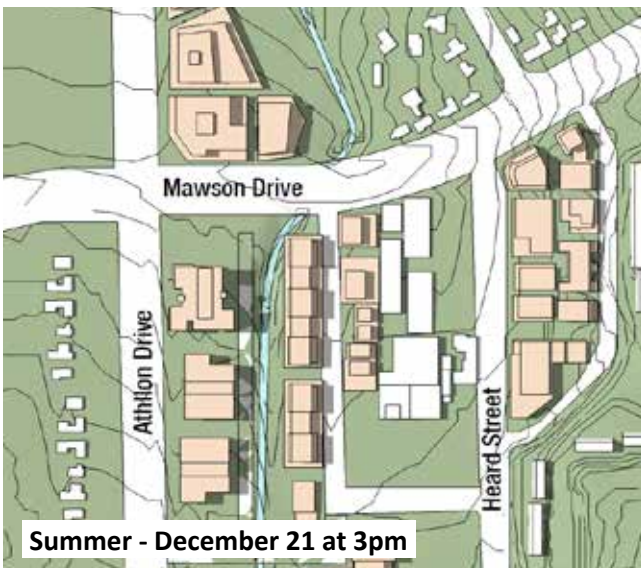 Mawson Drive
Athllon Drive
Heard Street
Summer - December 21 at 3pm